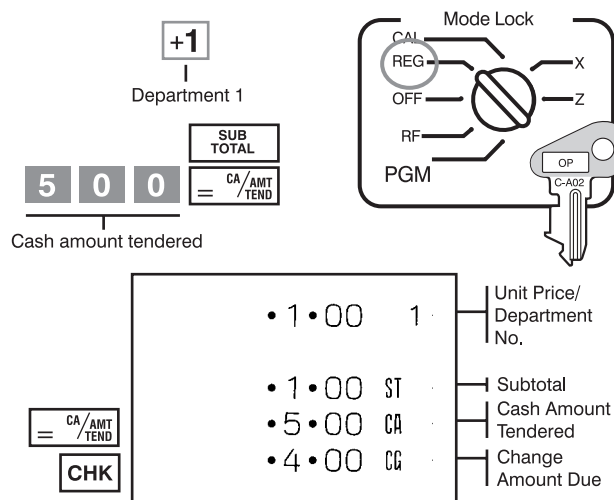 Mode Lock
CAL
REG
OFF
RF
PGM
X
Z
OP
C-A02
+1
Department 1
SUB TOTAL
5 0 0
= CA/AMT TEND
Cash amount tendered
•1•00 1
Unit Price/
Department
No.
•1•00 ST
Subtotal
•5•00 CA
Cash Amount
Tendered
•4•00 CG
Change
Amount Due
= CA/AMT TEND
CHK